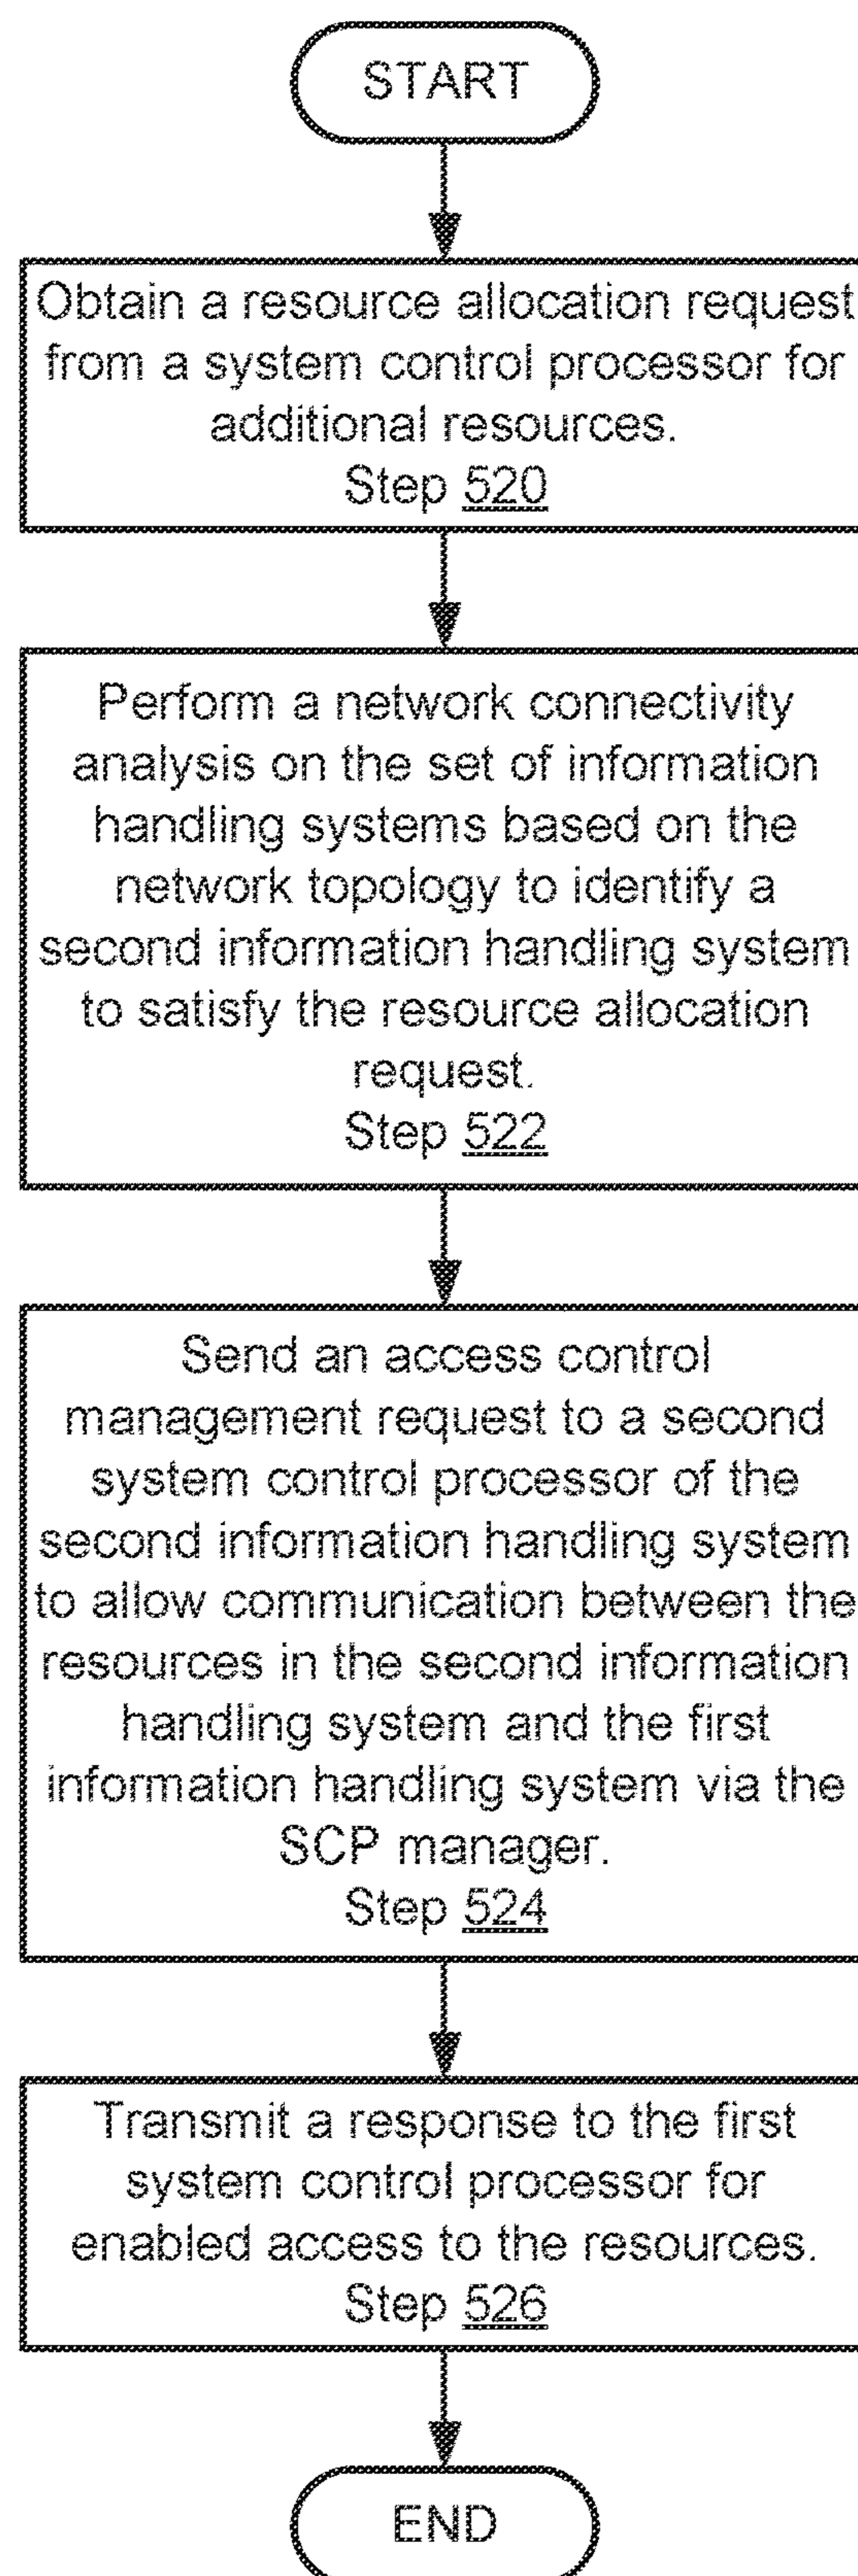 START
Obtain a resource allocation request
from a system control processor for
additional resources.
Step 520
Perform a network connectivity
analysis on the set of information
handling systems based on the
network topology to identify a
second information handling system
to satisfy the resource allocation
request.
Step 522
Send an access control
management request to a second
system control processor of the
second information handling system
to allow communication between the
resources in the second information
handling system and the first
information handling system via the
SCP manager.
Step 524
Transmit a response to the first
system control processor for
enabled access to the resources.
Step 526
END